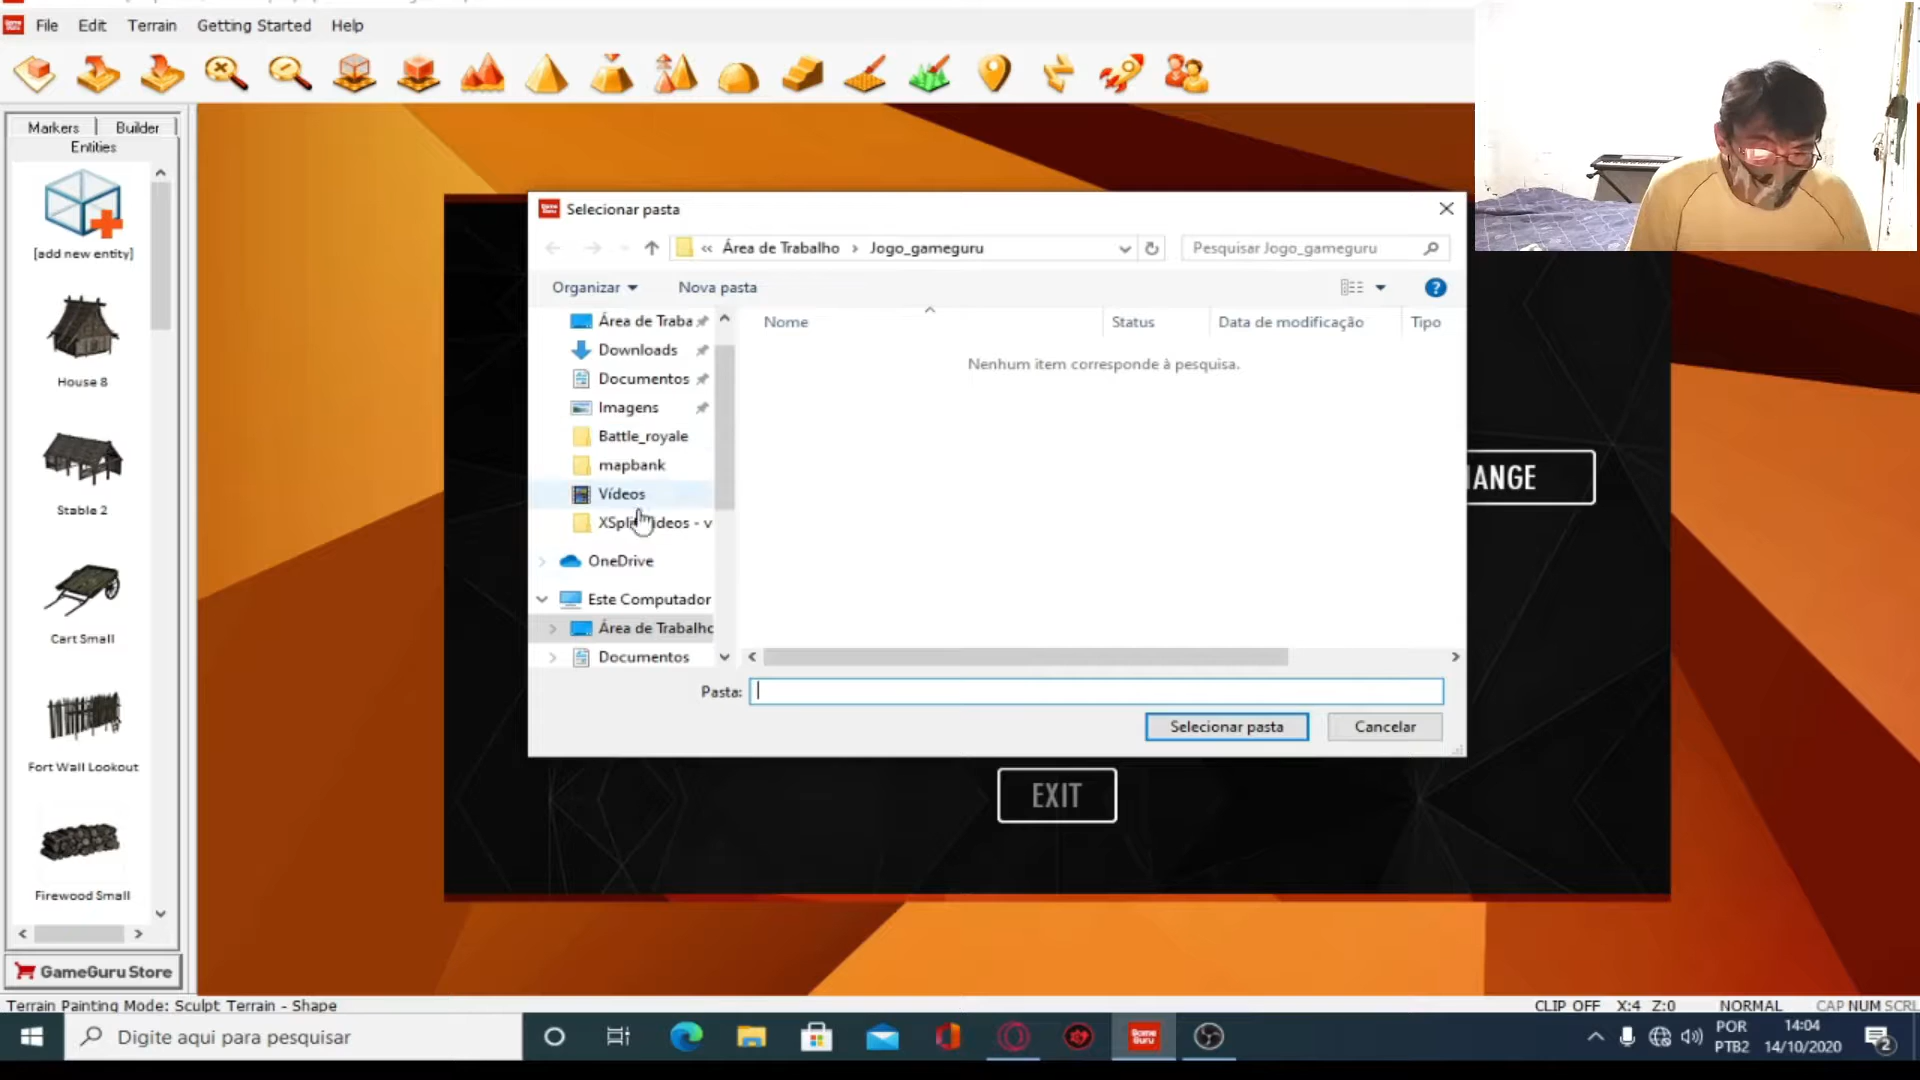 File Edit Terrain Getting Started Help
Markers Builder
Entities
[add new entity]
House 8
Stable 2
Cart Small
Fort Wall Lookout
Firewood Small
GameGuru Store
Selecionar pasta
« Área de Trabalho › Jogo_gameguru
Pesquisar Jogo_gameguru
Organizar Nova pasta
Área de Traba
Downloads
Documentos
Imagens
Battle_royale
mapbank
Vídeos
OneDrive
Este Computador
Área de Trabalho
Documentos
Nome Status Data de modificação Tipo
Nenhum item corresponde à pesquisa.
Pasta:
Selecionar pasta Cancelar
ANGE
EXIT
Terrain Painting Mode: Sculpt Terrain - Shape
CLIP OFF X:4 Z:0 NORMAL CAP NUM SCRL
Digite aqui para pesquisar
Game
Guru
POR
PTB2
14:04
14/10/2020
2